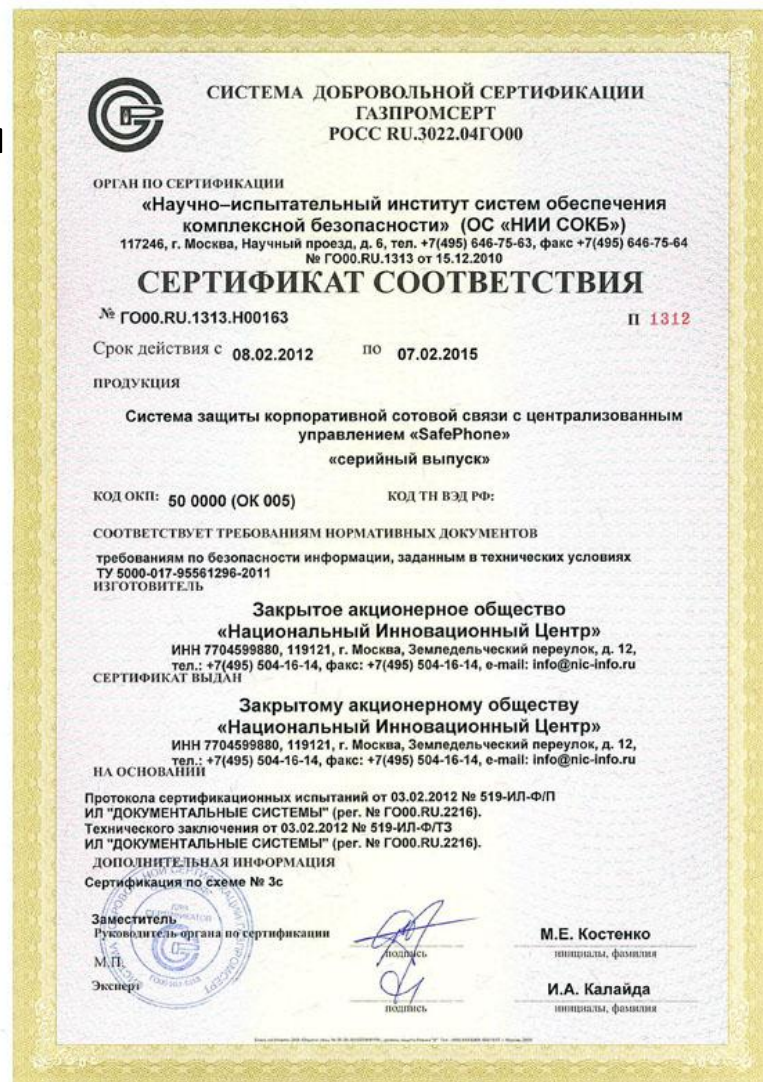 СИСТЕМА ДОБРОВОЛЬНОЙ СЕРТИФИКАЦИИ
ГАЗПРОМСЕРТ
РОСС RU.3022.04ГО00
ОРГАН ПО СЕРТИФИКАЦИИ
«Научно–испытательный институт систем обеспечения
комплексной безопасности» (ОС «НИИ СОКБ»)
117246, г. Москва, Научный проезд, д. 6, тел. +7(495) 646-75-63, факс +7(495) 646-75-64
№ ГО00.RU.1313 от 15.12.2010
СЕРТИФИКАТ СООТВЕТСТВИЯ
№ ГО00.RU.1313.Н00163 П 1312
Срок действия с 08.02.2012 по 07.02.2015
ПРОДУКЦИЯ
Система защиты корпоративной сотовой связи с централизованным
управлением «SafePhone»
«серийный выпуск»
КОД ОКП: 50 0000 (ОК 005) КОД ТН ВЭД РФ:
СООТВЕТСТВУЕТ ТРЕБОВАНИЯМ НОРМАТИВНЫХ ДОКУМЕНТОВ
требованиям по безопасности информации, заданным в технических условиях
ТУ 5000-017-95561296-2011
ИЗГОТОВИТЕЛЬ
Закрытое акционерное общество
«Национальный Инновационный Центр»
ИНН 7704599880, 119121, г. Москва, Земледельческий переулок, д. 12,
тел.: +7(495) 504-16-14, факс: +7(495) 504-16-14, e-mail: info@nic-info.ru
СЕРТИФИКАТ ВЫДАН
Закрытому акционерному обществу
«Национальный Инновационный Центр»
ИНН 7704599880, 119121, г. Москва, Земледельческий переулок, д. 12,
тел.: +7(495) 504-16-14, факс: +7(495) 504-16-14, e-mail: info@nic-info.ru
НА ОСНОВАНИИ
Протокола сертификационных испытаний от 03.02.2012 № 519-ИЛ-Ф/П
ИЛ "ДОКУМЕНТАЛЬНЫЕ СИСТЕМЫ" (рег. № ГО00.RU.2216).
Технического заключения от 03.02.2012 № 519-ИЛ-Ф/ТЗ
ИЛ "ДОКУМЕНТАЛЬНЫЕ СИСТЕМЫ" (рег. № ГО00.RU.2216).
ДОПОЛНИТЕЛЬНАЯ ИНФОРМАЦИЯ
Сертификация по схеме № 3с
Заместитель
Руководитель органа по сертификации
М.Е. Костенко
подпись инициалы, фамилия
М.П.
Эксперт
И.А. Калайда
подпись инициалы, фамилия
ДЛЯ
СЕРТИФИКАТОВ